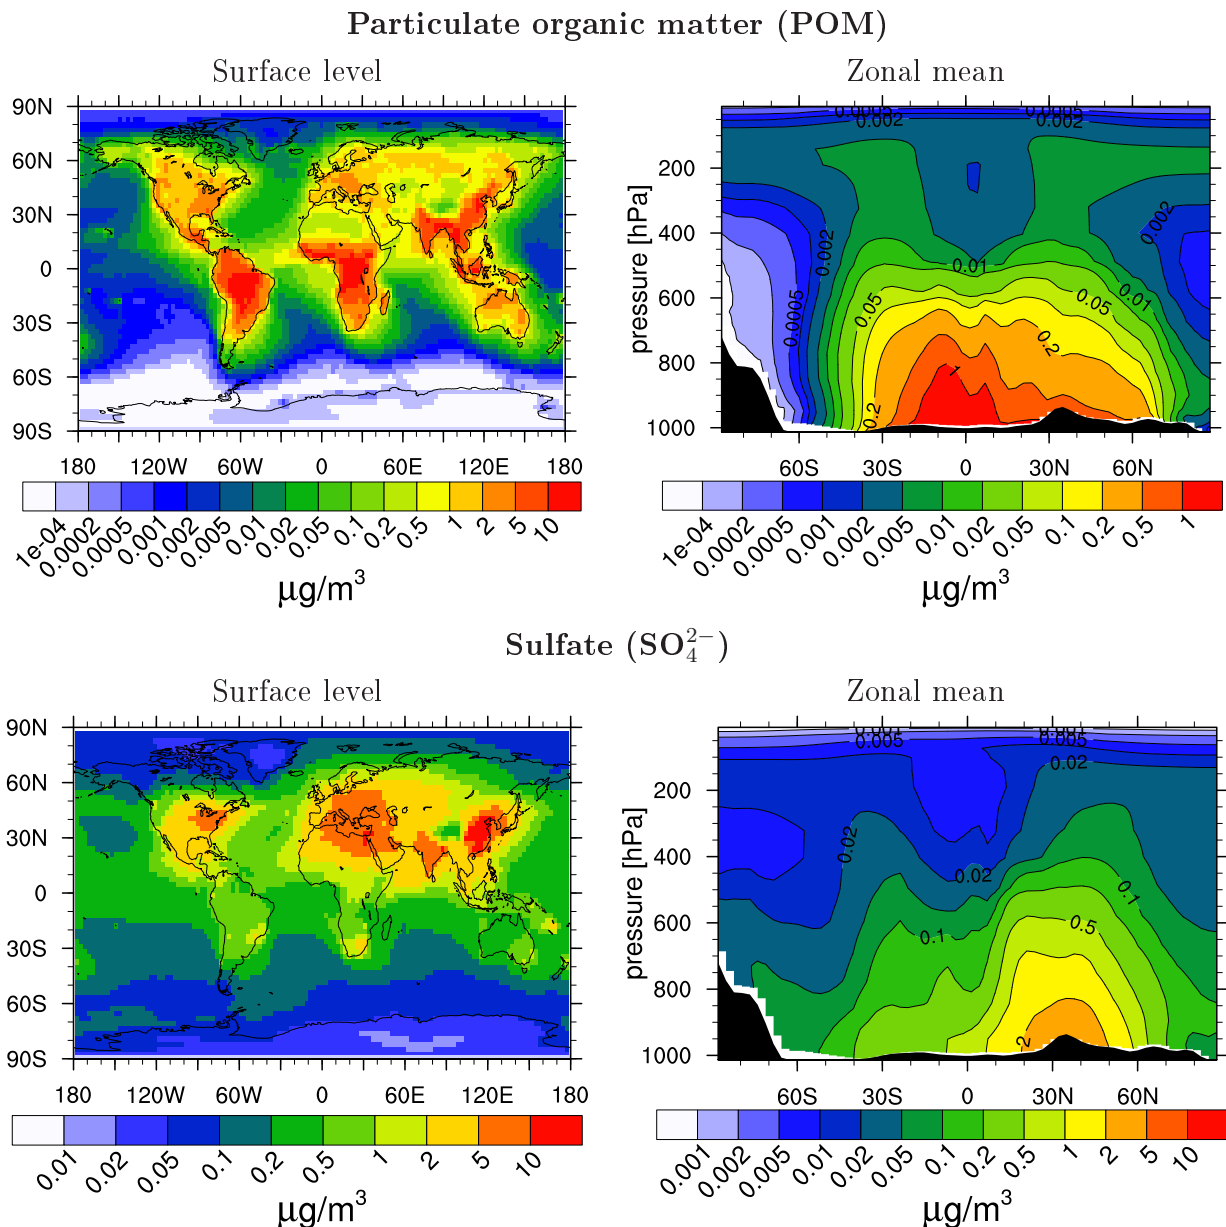 Particulate organic matter (POM)
Surface level
Zonal mean
90N
60N
30N
0
30S
60S
90S
180 120W 60W 0 60E 120E 180
1e-04 0.00002 0.0005 0.001 0.002 0.005 0.01 0.02 0.05 0.1 0.2 0.5 1 2 5 10
μg/m³
pressure [hPa]
200
400
600
800
1000
0.0005 0.0005
0.002 0.002
0.002
0.002
0.01
0.01
0.05
0.05
0.0005
0.2
1
0.2
60S 30S 0 30N 60N
1e-04 0.0002 0.0005 0.001 0.002 0.005 0.01 0.02 0.05 0.1 0.2 0.5 1
μg/m³
Sulfate (SO₄²⁻)
Surface level
Zonal mean
90N
60N
30N
0
30S
60S
90S
180 120W 60W 0 60E 120E 180
0.01 0.02 0.05 0.1 0.2 0.5 1 2 5 10
μg/m³
pressure [hPa]
200
400
600
800
1000
0.005 0.005
0.02
0.02
0.02
0.1
0.5
0.1
2
60S 30S 0 30N 60N
0.001 0.002 0.005 0.01 0.02 0.05 0.1 0.2 0.5 1 2 5 10
μg/m³